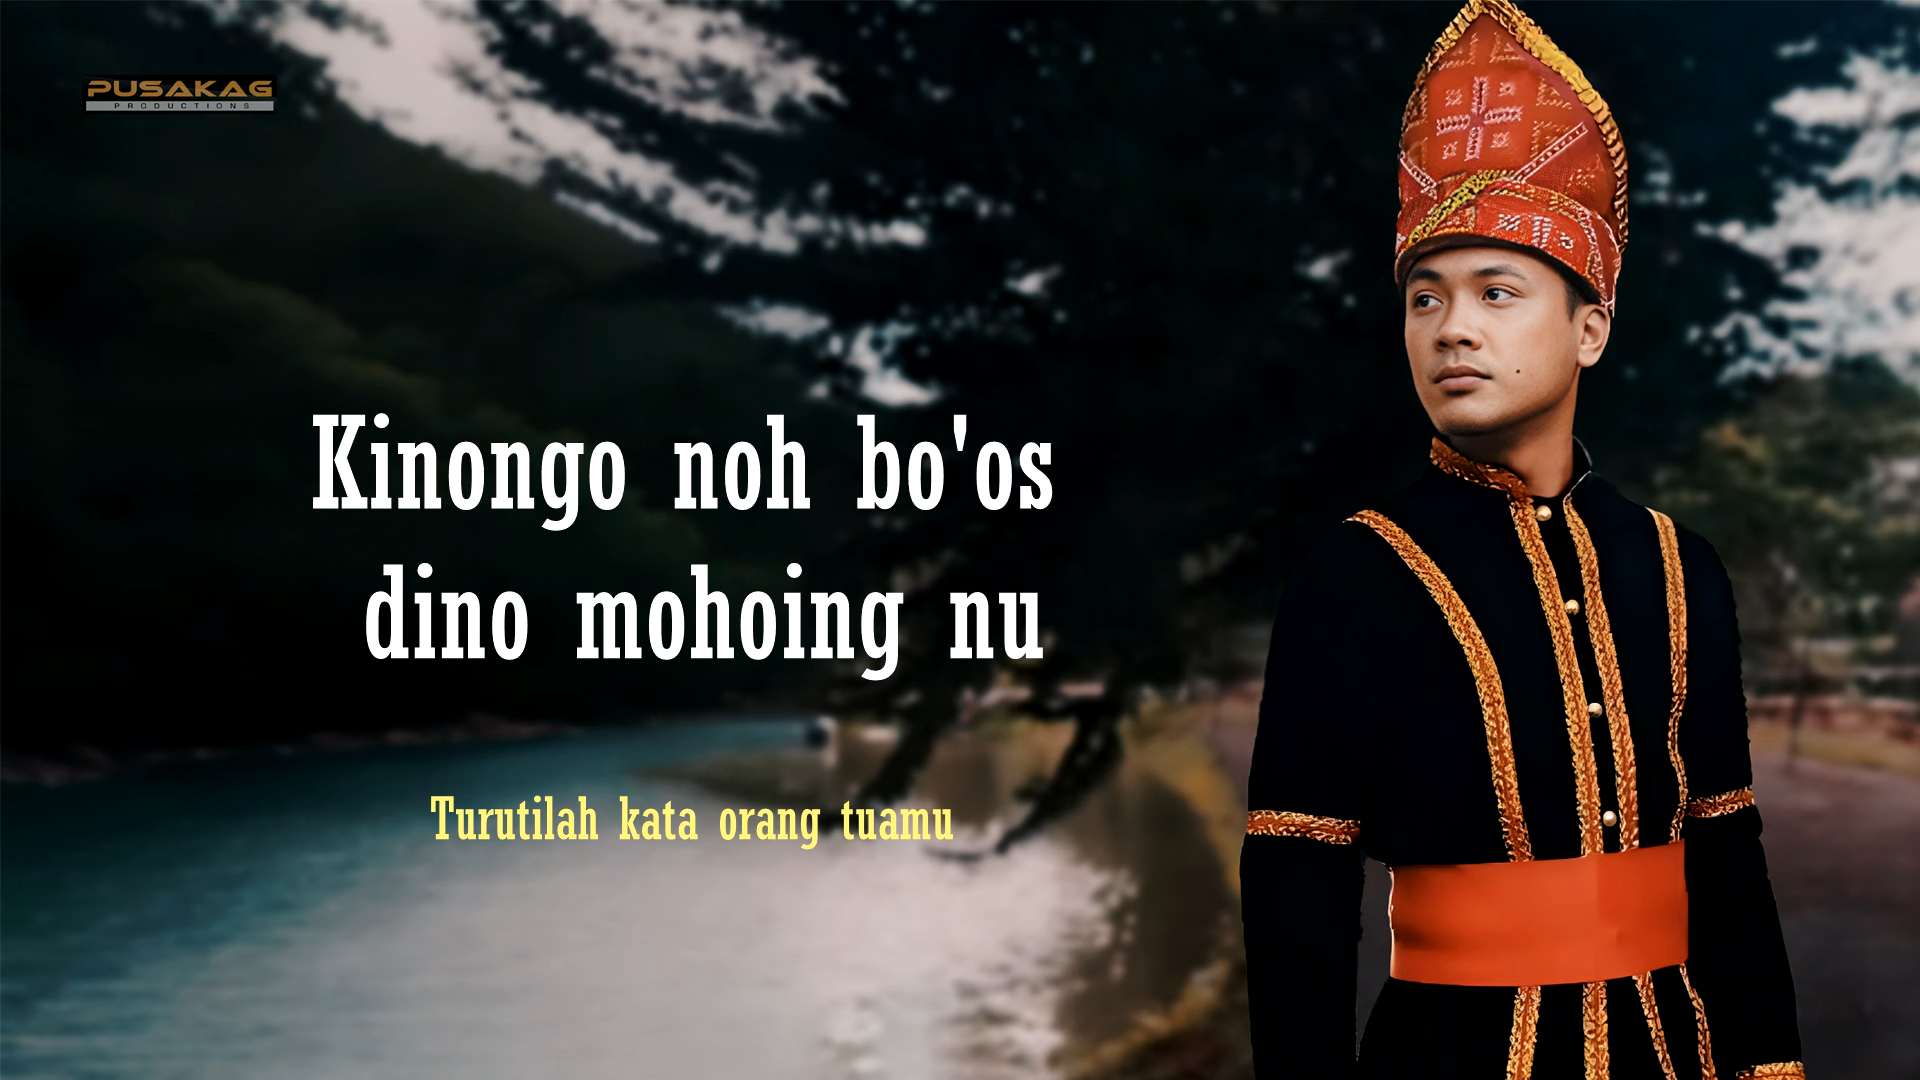 PUSAKAG
PRODUCTIONS
Kinongo noh bo'os
dino mohoing nu
Turutilah kata orang tuamu